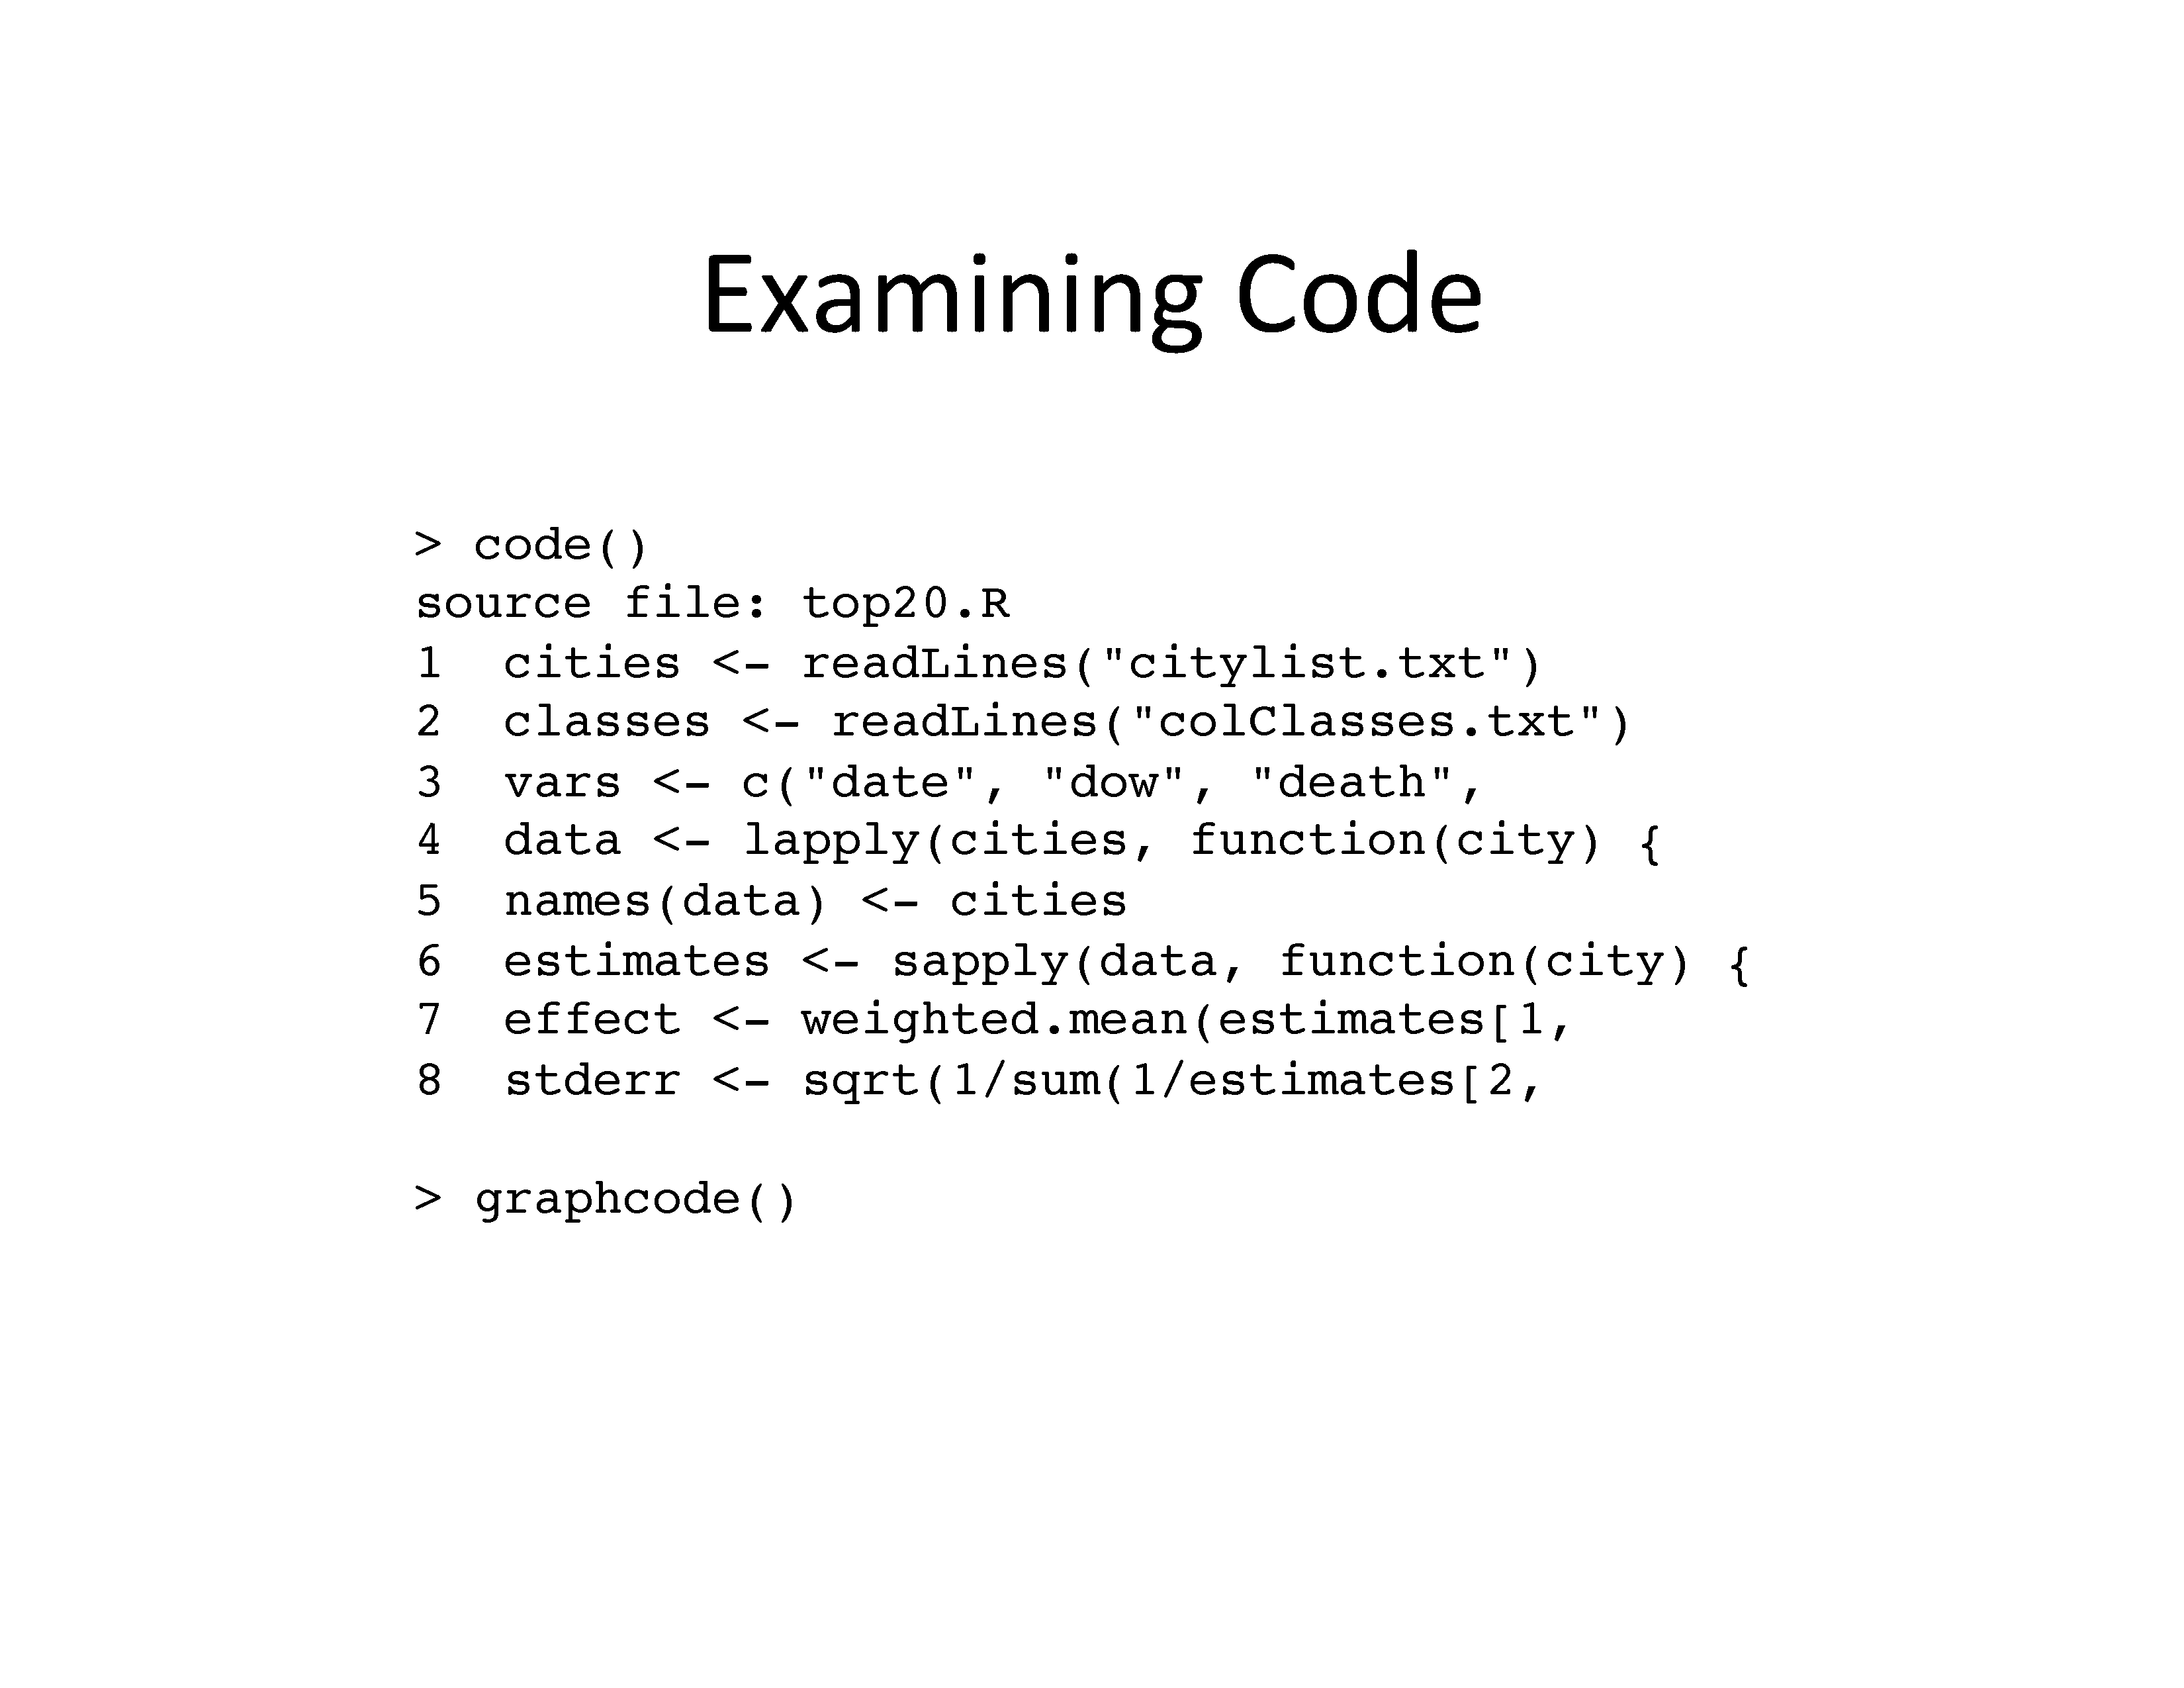 Examining Code
> code()
source file: top20.R
1  cities <- readLines("citylist.txt")
2  classes <- readLines("colClasses.txt")
3  vars <- c("date", "dow", "death",
4  data <- lapply(cities, function(city) {
5  names(data) <- cities
6  estimates <- sapply(data, function(city) {
7  effect <- weighted.mean(estimates[1,
8  stderr <- sqrt(1/sum(1/estimates[2,
> graphcode()